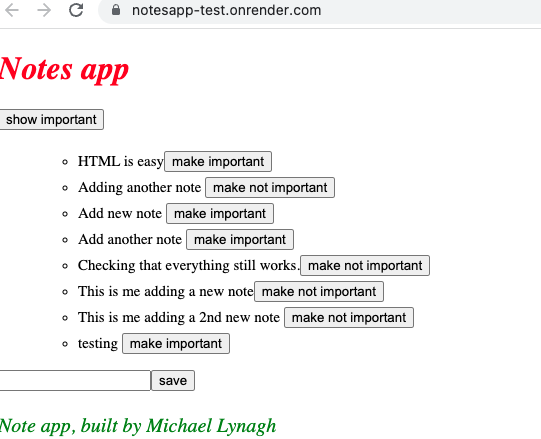 notesapp-test.onrender.com
Notes app
show important
HTML is easy make important
Adding another note make not important
Add new note make important
Add another note make important
Checking that everything still works. make not important
This is me adding a new note make not important
This is me adding a 2nd new note make not important
testing make important
save
Note app, built by Michael Lynagh